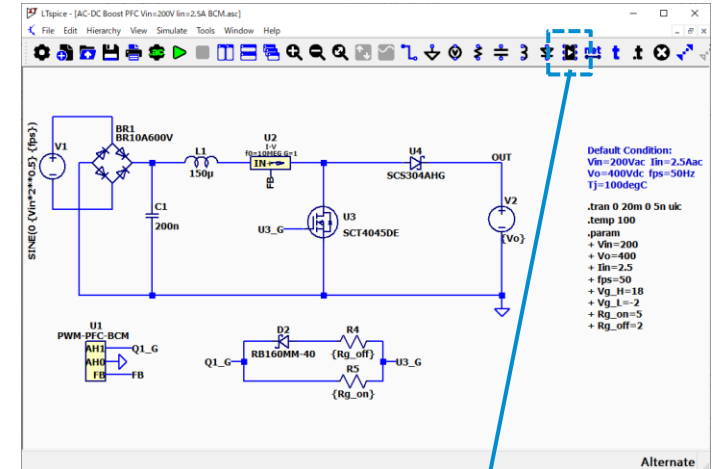 LTspice - [AC-DC Boost PFC Vin=200V Iin=2.5A BCM.asc]
File Edit Hierarchy View Simulate Tools Window Help
net t .t
V1
SINE(0 {Vin*2**0.5} {fps})
BR1
BR10A600V
L1
150µ
U2
I-V
f0=10MEG G=1
IN+
FB
C1
200n
U3_G
U3
SCT4045DE
U4
SCS304AHG
OUT
V2
{Vo}
Default Condition:
Vin=200Vac Iin=2.5Aac
Vo=400Vdc fps=50Hz
Tj=100degC
.tran 0 20m 0 5n uic
.temp 100
.param
+ Vin=200
+ Vo=400
+ Iin=2.5
+ fps=50
+ Vg_H=18
+ Vg_L=-2
+ Rg_on=5
+ Rg_off=2
U1
PWM-PFC-BCM
AH1 Q1_G
AH0
FB FB
D2
RB160MM-40
R4
{Rg_off}
Q1_G
U3_G
R5
{Rg_on}
Alternate